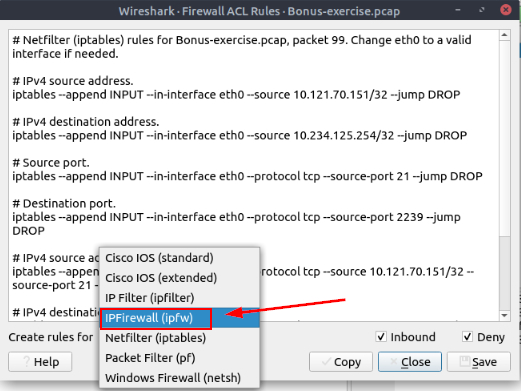 Wireshark · Firewall ACL Rules · Bonus-exercise.pcap
# Netfilter (iptables) rules for Bonus-exercise.pcap, packet 99. Change eth0 to a valid
interface if needed.
# IPv4 source address.
iptables --append INPUT --in-interface eth0 --source 10.121.70.151/32 --jump DROP
# IPv4 destination address.
iptables --append INPUT --in-interface eth0 --source 10.234.125.254/32 --jump DROP
# Source port.
iptables --append INPUT --in-interface eth0 --protocol tcp --source-port 21 --jump DROP
# Destination port.
iptables --append INPUT --in-interface eth0 --protocol tcp --source-port 2239 --jump
DROP
# IPv4 source ad
iptables --appen
otocol tcp --source 10.121.70.151/32 --
source-port 21 -
# IPv4 destinati
Cisco IOS (standard)
Cisco IOS (extended)
IP Filter (ipfilter)
IPFirewall (ipfw)
Netfilter (iptables)
Packet Filter (pf)
Windows Firewall (netsh)
Create rules for
Inbound
Deny
Help
Copy
Close
Save